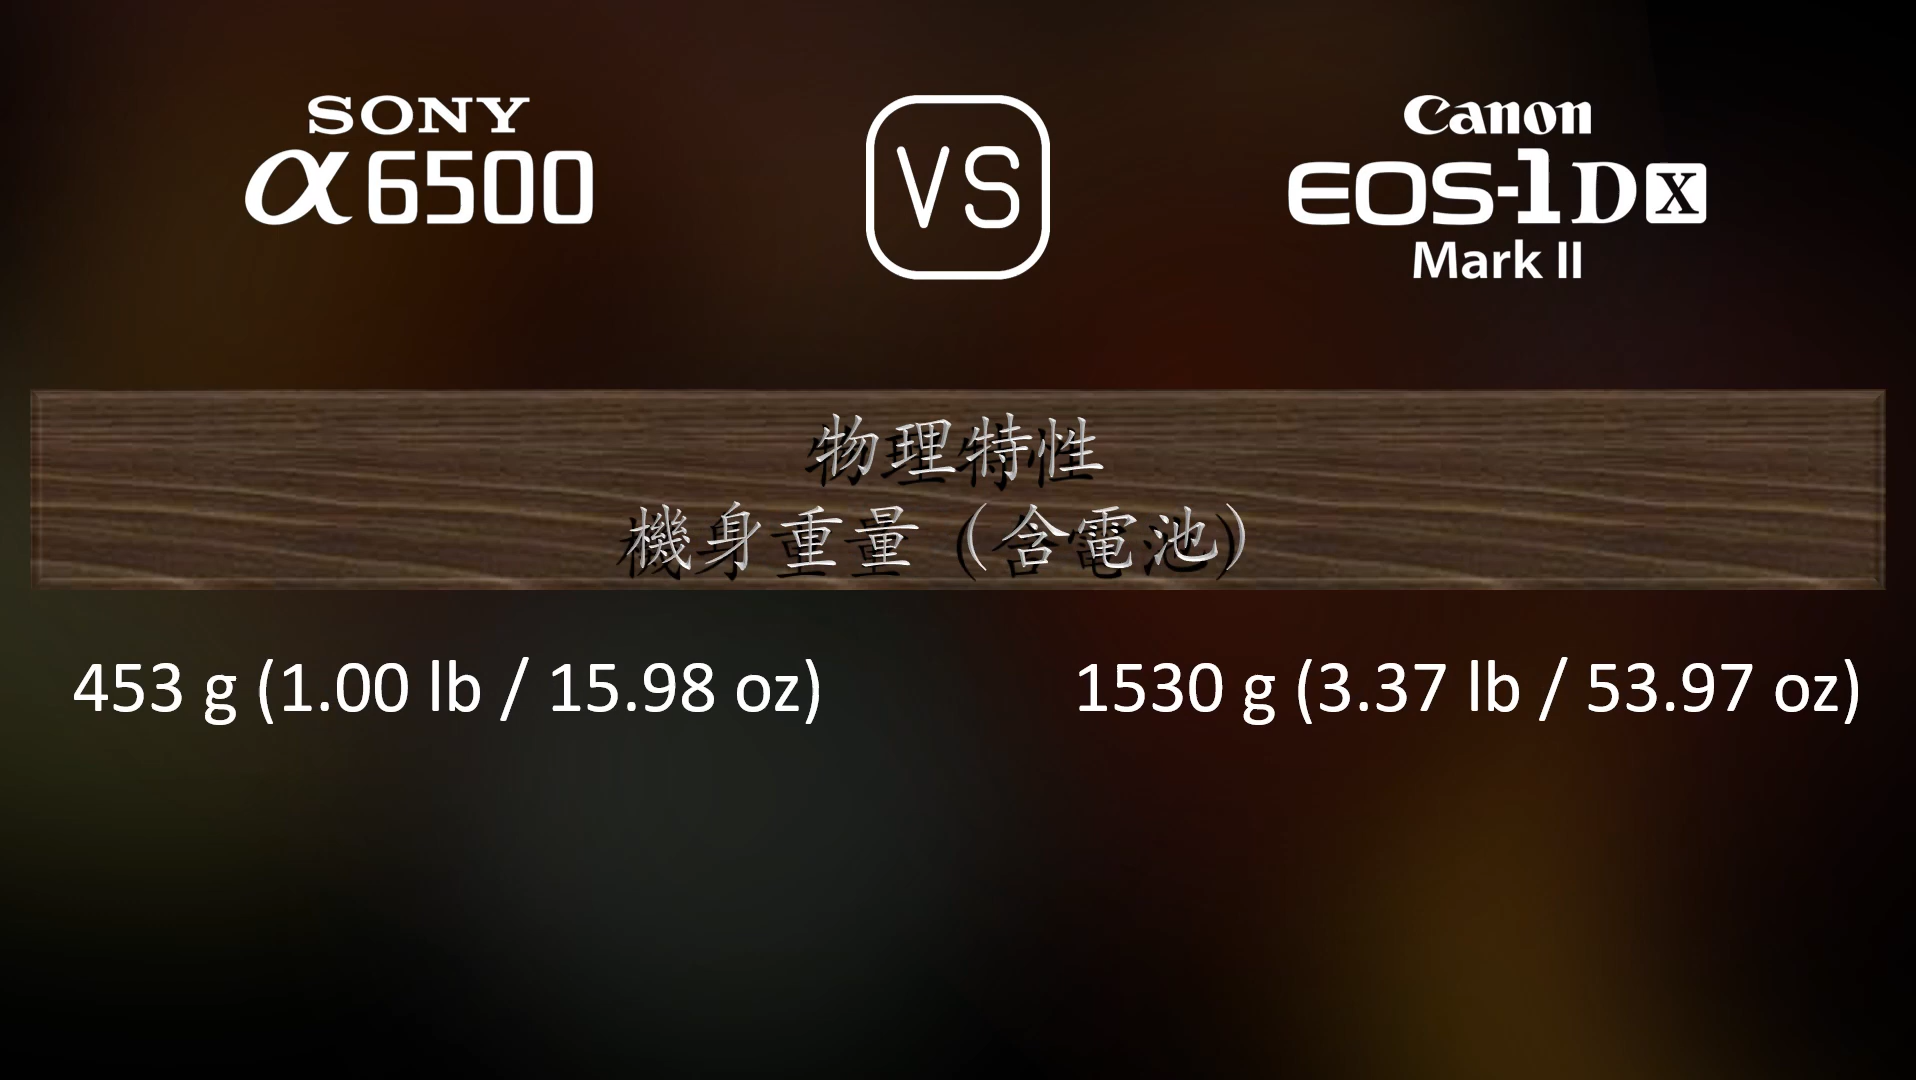 SONY
α6500
VS
Canon
EOS-1DX
Mark II
物理特性
機身重量（含電池）
453 g (1.00 lb / 15.98 oz)
1530 g (3.37 lb / 53.97 oz)